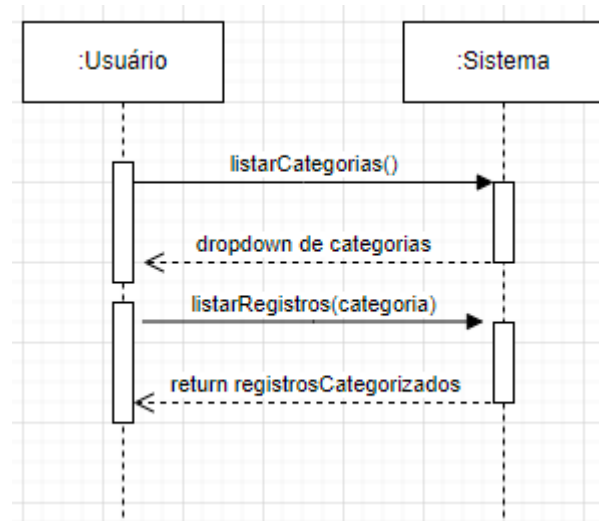 :Usuário
:Sistema
listarCategorias()
dropdown de categorias
listarRegistros(categoria)
return registrosCategorizados